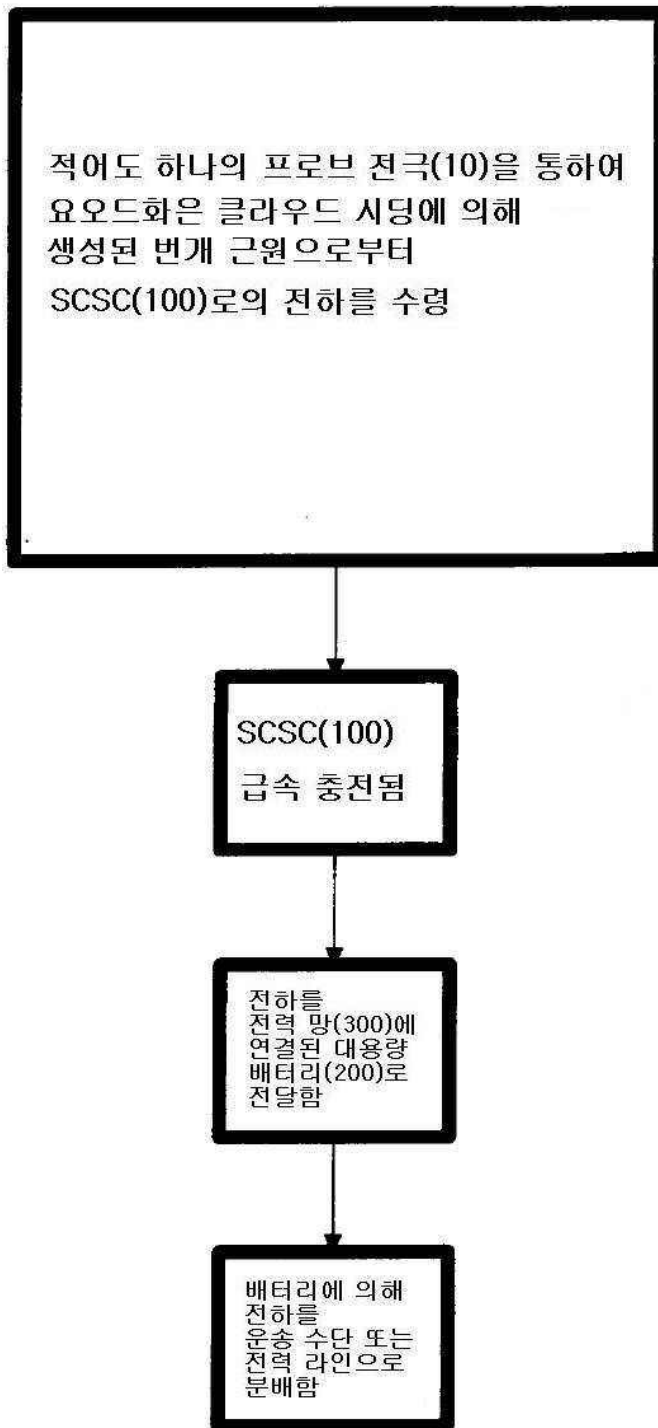 적어도 하나의 프로브 전극(10)을 통하여
요오드화은 클라우드 시딩에 의해
생성된 번개 근원으로부터
SCSC(100)로의 전하를 수령
SCSC(100)
급속 충전됨
전하를
전력 망(300)에
연결된 대용량
배터리(200)로
전달함
배터리에 의해
전하를
운송 수단 또는
전력 라인으로
분배함